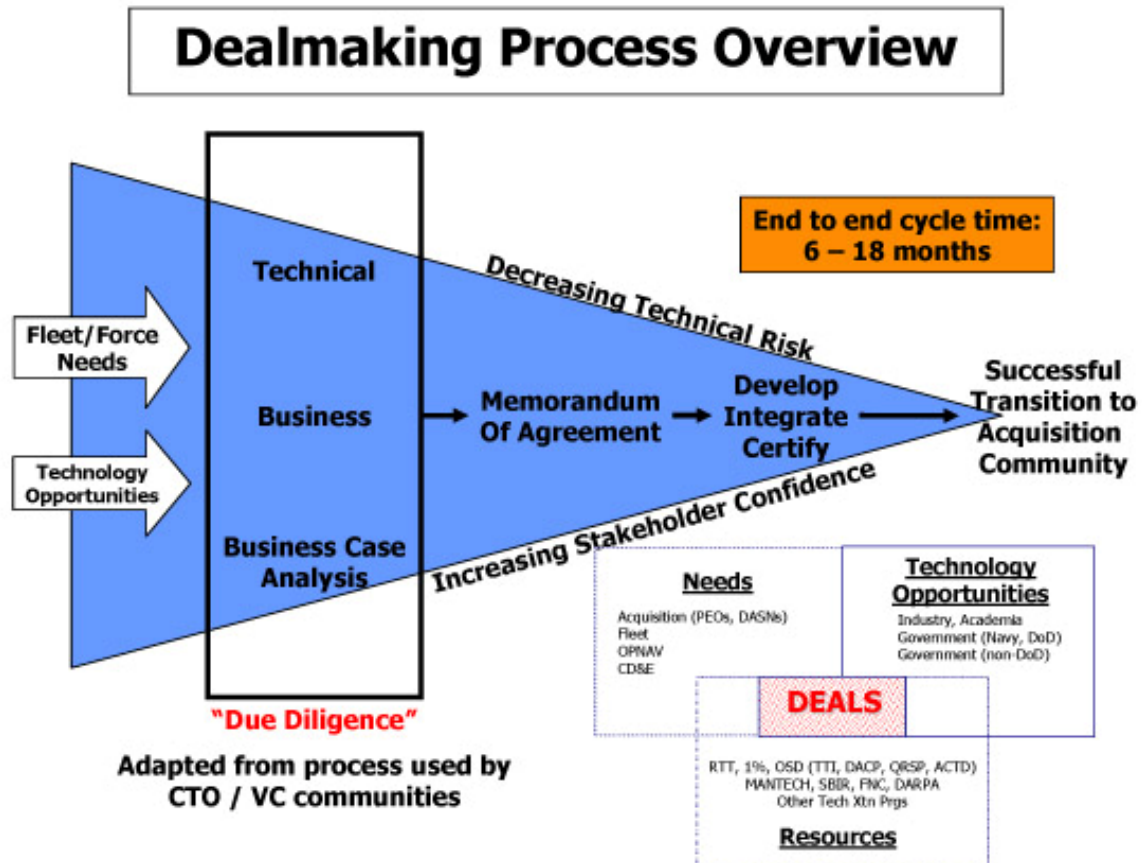 Dealmaking Process Overview
End to end cycle time:
6 – 18 months
Technical
Decreasing Technical Risk
Fleet/Force
Needs
Business
Memorandum
Of Agreement
Develop
Integrate
Certify
Successful
Transition to
Acquisition
Community
Technology
Opportunities
Business Case
Analysis
Increasing Stakeholder Confidence
"Due Diligence"
Adapted from process used by
CTO / VC communities
Needs
Acquisition (PEOs, DASNs)
Fleet
OPNAV
CD&E
Technology
Opportunities
Industry, Academia
Government (Navy, DoD)
Government (non-DoD)
DEALS
RTT, 1%, OSD (TTI, DACP, QRSP, ACTD)
MANTECH, SBIR, FNC, DARPA
Other Tech Xtn Prgs
Resources